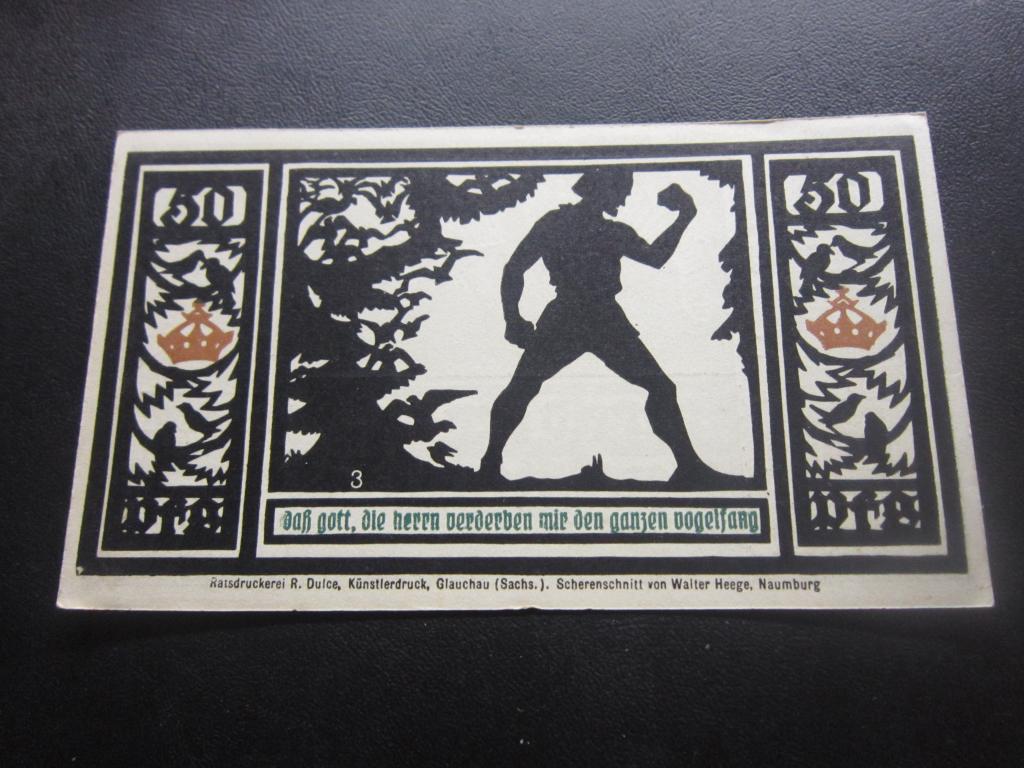 50
50
3
Pfg
Pfg
daß gott, die herrn verderben mir den ganzen vogelfang
Ratsdruckerei R. Dulce, Künstlerdruck, Glauchau (Sachs.). Scherenschnitt von Walter Heege, Naumburg